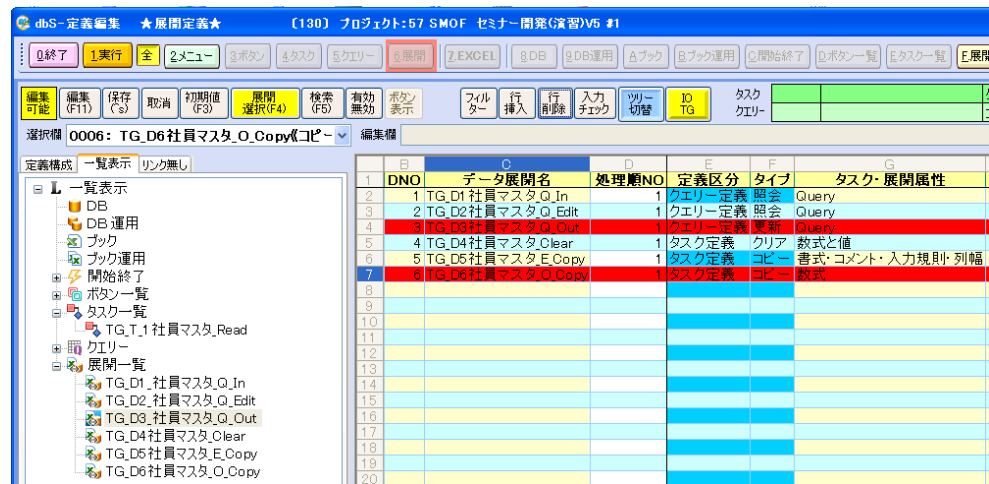 dbS-定義編集　★展開定義★　〔130〕 プロジェクト:57 SMOF セミナー開発(演習)V5 #1
0.終了 1.実行 全 2.メニュー 3.ボタン 4.タスク 5.クエリー 6.展開 7.EXCEL 8.DB 9.DB運用 A.ブック B.ブック運用 C.開始終了 D.ボタン一覧 E.タスク一覧 F.展開
編集可能 編集(F11) 保存(^s) 取消 初期値(F3) 展開選択(F4) 検索(F5) 有効無効 ボタン表示 フィルター 行挿入 行削除 入力チェック ツリー切替 IO TG タスク クエリー
選択欄 0006: TG_D6社員マスタ_O_Copy《コピー 編集欄
定義構成 一覧表示 リンク無し
一覧表示
DB
DB 運用
ブック
ブック運用
開始終了
ボタン一覧
タスク一覧
TG_T_1社員マスタ_Read
クエリー
展開一覧
TG_D1_社員マスタ_Q_In
TG_D2_社員マスタ_Q_Edit
TG_D3_社員マスタ_Q_Out
TG_D4社員マスタ_Clear
TG_D5社員マスタ_E_Copy
TG_D6社員マスタ_O_Copy
B C D E F G
1 DNO データ展開名 処理順NO 定義区分 タイプ タスク・展開属性
2 1 TG_D1社員マスタ_Q_In 1 クエリー定義 照会 Query
3 2 TG_D2社員マスタ_Q_Edit 1 クエリー定義 照会 Query
4 3 TG_D3社員マスタ_Q_Out 1 クエリー定義 更新 Query
5 4 TG_D4社員マスタ_Clear 1 タスク定義 クリア 数式と値
6 5 TG_D5社員マスタ_E_Copy 1 タスク定義 コピー 書式・コメント・入力規則・列幅
7 6 TG_D6社員マスタ_O_Copy 1 タスク定義 コピー 数式
8
9
10
11
12
13
14
15
16
17
18
19
20